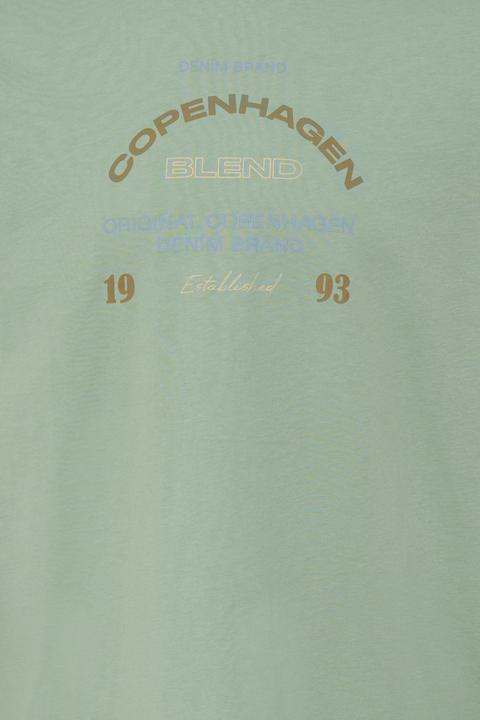 DENIM BRAND
COPENHAGEN
BLEND
ORIGINAL COPENHAGEN
DENIM BRAND
19 Established 93